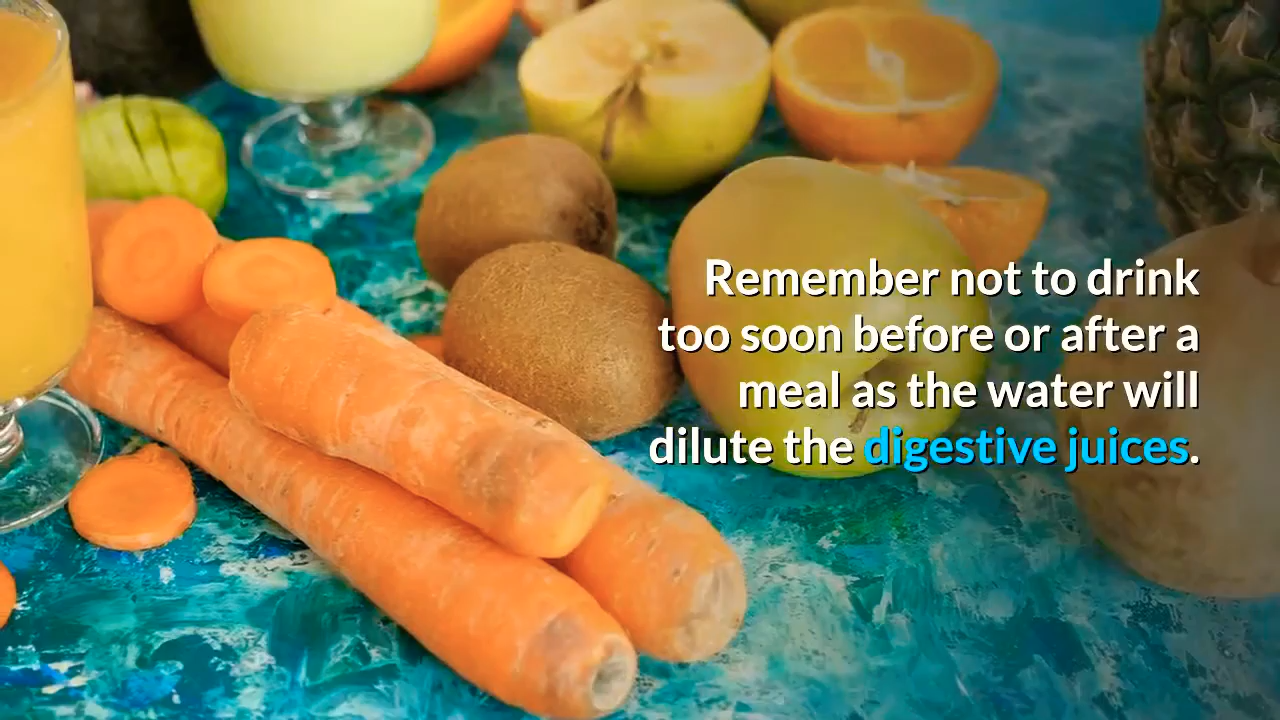 Remember not to drink
too soon before or after a
meal as the water will
dilute the digestive juices.